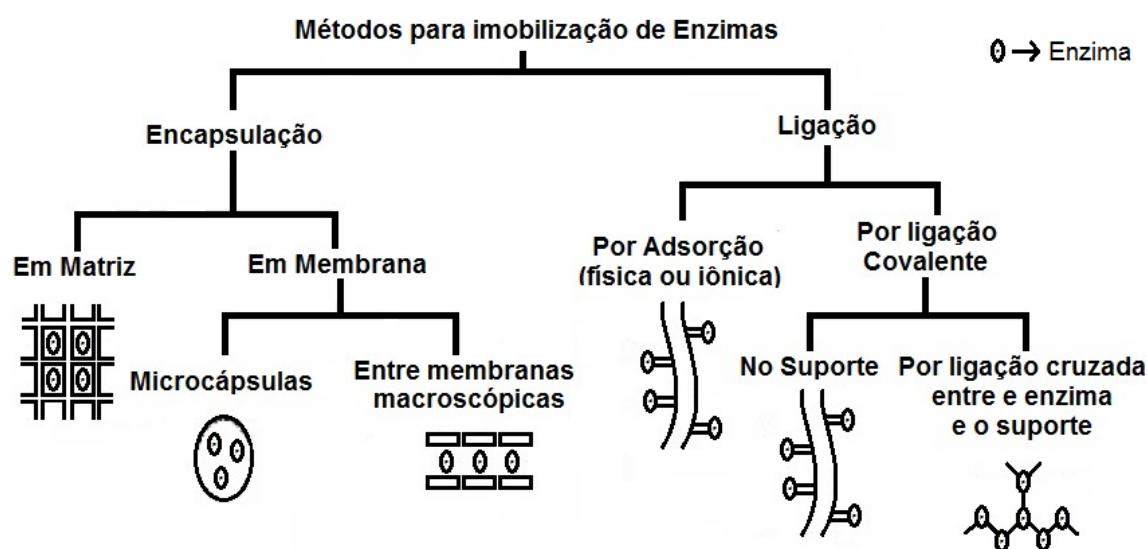 Métodos para imobilização de Enzimas
→ Enzima
Encapsulação
Ligação
Em Matriz
Em Membrana
Por Adsorção
(física ou iônica)
Por ligação
Covalente
Microcápsulas
Entre membranas
macroscópicas
No Suporte
Por ligação cruzada
entre e enzima
e o suporte